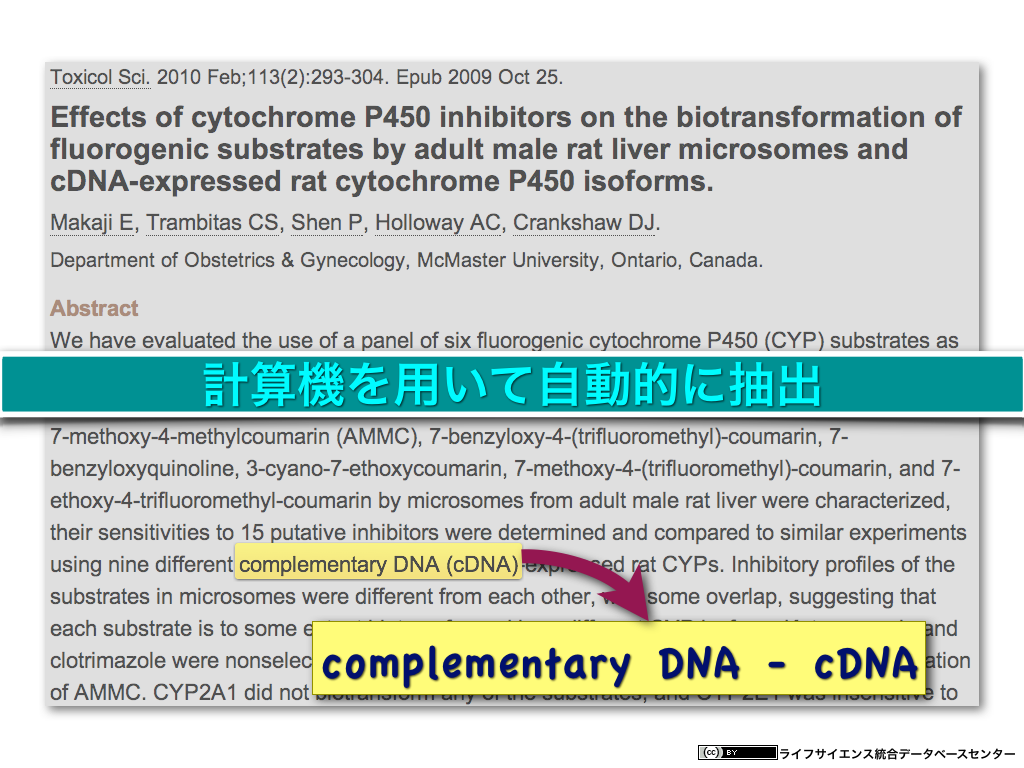 Toxicol Sci. 2010 Feb;113(2):293-304. Epub 2009 Oct 25.
Effects of cytochrome P450 inhibitors on the biotransformation of
fluorogenic substrates by adult male rat liver microsomes and
cDNA-expressed rat cytochrome P450 isoforms.
Makaji E, Trambitas CS, Shen P, Holloway AC, Crankshaw DJ.
Department of Obstetrics & Gynecology, McMaster University, Ontario, Canada.
Abstract
We have evaluated the use of a panel of six fluorogenic cytochrome P450 (CYP) substrates as
計算機を用いて自動的に抽出
7-methoxy-4-methylcoumarin (AMMC), 7-benzyloxy-4-(trifluoromethyl)-coumarin, 7-
benzyloxyquinoline, 3-cyano-7-ethoxycoumarin, 7-methoxy-4-(trifluoromethyl)-coumarin, and 7-
ethoxy-4-trifluoromethyl-coumarin by microsomes from adult male rat liver were characterized,
their sensitivities to 15 putative inhibitors were determined and compared to similar experiments
using nine different complementary DNA (cDNA)-expressed rat CYPs. Inhibitory profiles of the
substrates in microsomes were different from each other, some overlap, suggesting that
each substrate is to some and
clotrimazole were
complementary DNA - cDNA
of AMMC. CYP2A1 did not biotransform any of the substrates, and CYP2E1 was insensitive to
(cc) BY ライフサイエンス統合データベースセンター